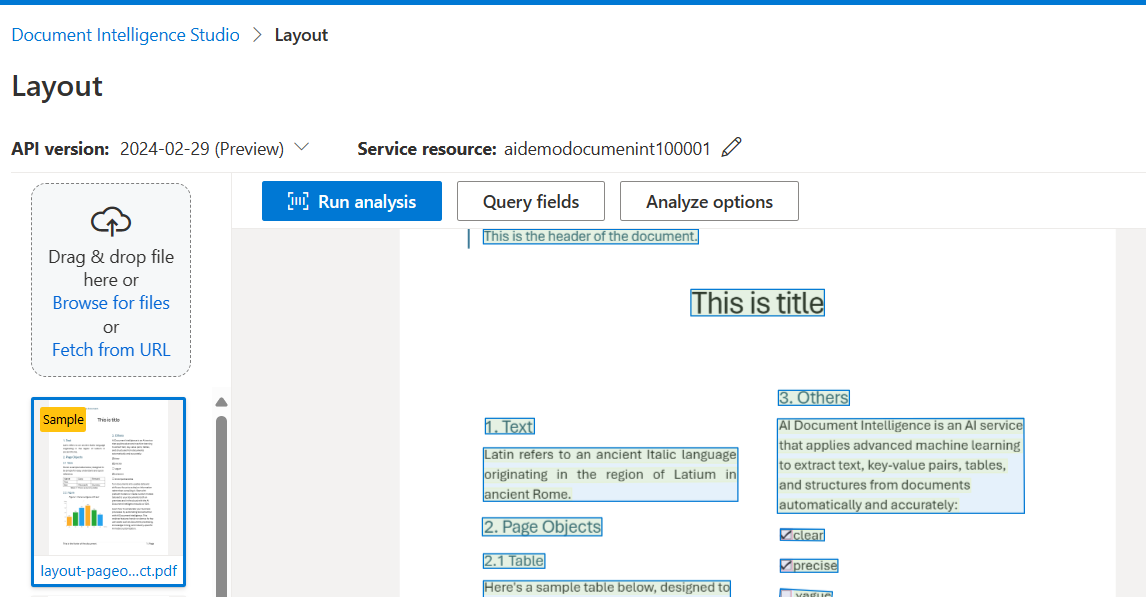 Document Intelligence Studio > Layout
Layout
API version: 2024-02-29 (Preview)
Service resource: aidemodocumenint100001
Drag & drop file
here or
Browse for files
or
Fetch from URL
Sample
This is title
layout-pageo...ct.pdf
Run analysis
Query fields
Analyze options
This is the header of the document.
This is title
1. Text
Latin refers to an ancient Italic language
originating in the region of Latium in
ancient Rome.
2. Page Objects
2.1 Table
Here's a sample table below, designed to
3. Others
AI Document Intelligence is an AI service
that applies advanced machine learning
to extract text, key-value pairs, tables,
and structures from documents
automatically and accurately:
clear
precise
vague